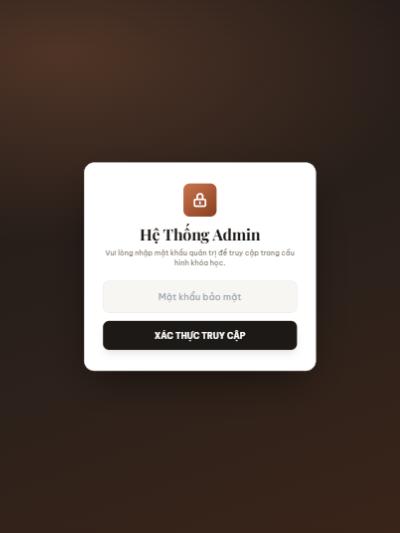 Hệ Thống Admin
Vui lòng nhập mật khẩu quản trị để truy cập trang cấu
hình khóa học.
Mật khẩu bảo mật
XÁC THỰC TRUY CẬP